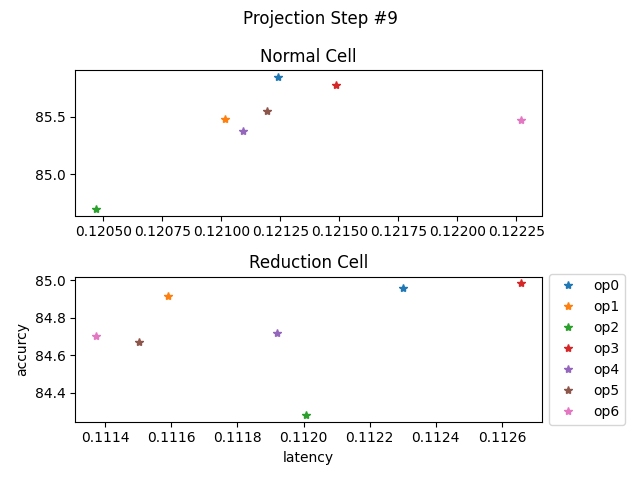 Projection Step #9
Normal Cell
85.5
85.0
0.12050 0.12075 0.12100 0.12125 0.12150 0.12175 0.12200 0.12225
Reduction Cell
85.0
84.8
84.6
84.4
accurcy
0.1114 0.1116 0.1118 0.1120 0.1122 0.1124 0.1126
latency
op0
op1
op2
op3
op4
op5
op6